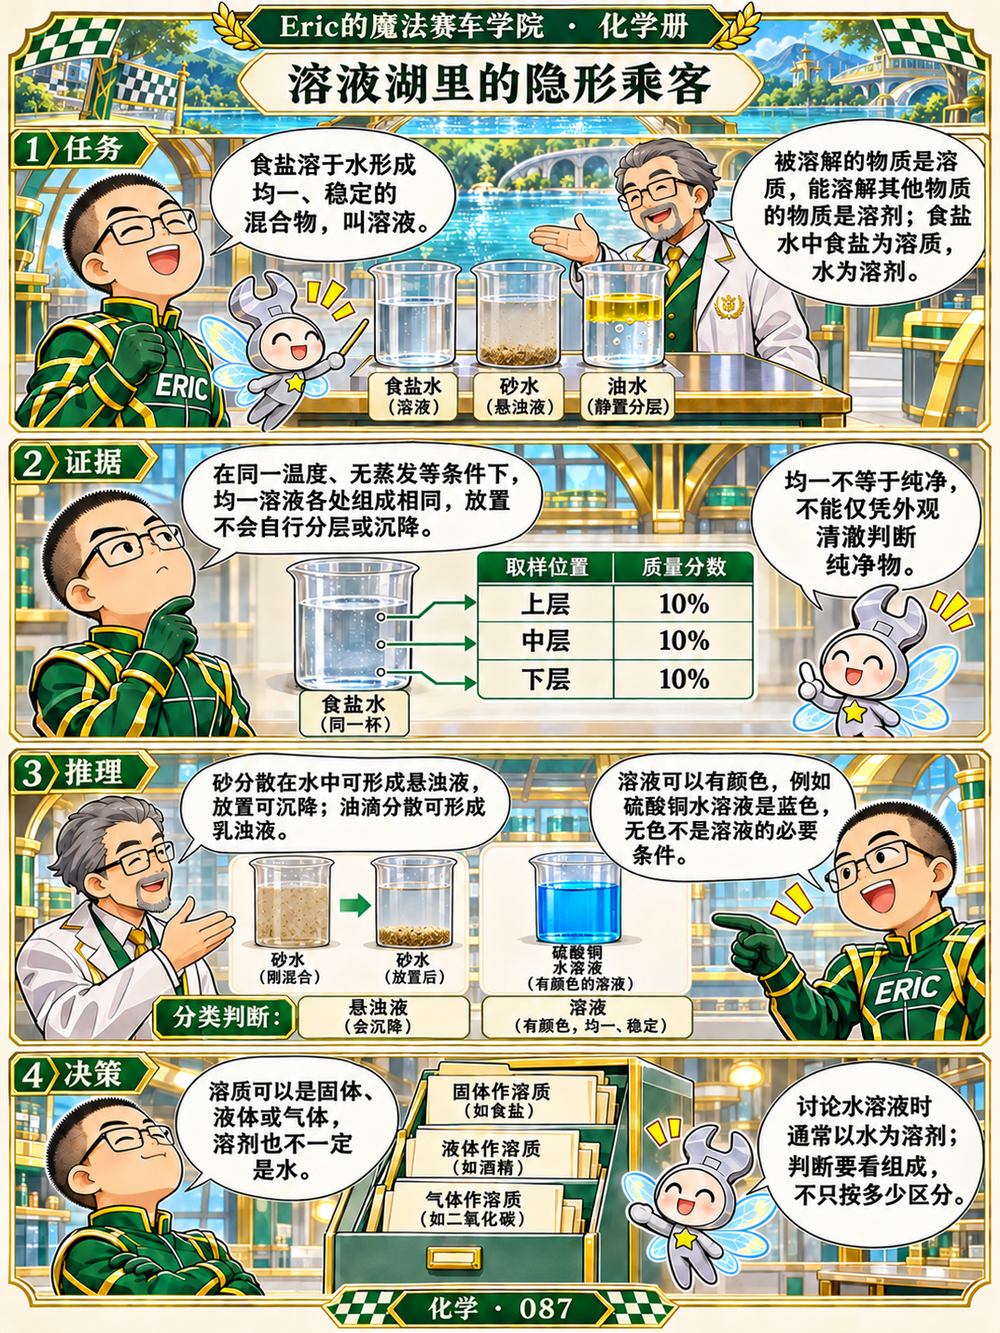 Eric的魔法赛车学院 · 化学册
溶液湖里的隐形乘客
1 任务
食盐溶于水形成
均一、稳定的
混合物，叫溶液。
被溶解的物质是溶
质，能溶解其他物质
的物质是溶剂；食盐
水中食盐为溶质，
水为溶剂。
ERIC
食盐水
（溶液）
砂水
（悬浊液）
油水
（静置分层）
2 证据
在同一温度、无蒸发等条件下，
均一溶液各处组成相同，放置
不会自行分层或沉降。
均一不等于纯净，
不能仅凭外观
清澈判断
纯净物。
取样位置 质量分数
上层 10%
中层 10%
下层 10%
食盐水
（同一杯）
3 推理
砂分散在水中可形成悬浊液，
放置可沉降；油滴分散可形成
乳浊液。
溶液可以有颜色，例如
硫酸铜水溶液是蓝色，
无色不是溶液的必要
条件。
砂水
（刚混合）
砂水
（放置后）
硫酸铜
水溶液
（有颜色的溶液）
ERIC
分类判断：
悬浊液
（会沉降）
溶液
（有颜色，均一、稳定）
4 决策
溶质可以是固体、
液体或气体，
溶剂也不一定
是水。
固体作溶质
（如食盐）
液体作溶质
（如酒精）
气体作溶质
（如二氧化碳）
讨论水溶液时
通常以水为溶剂；
判断要看组成，
不只按多少区分。
化学 · 087